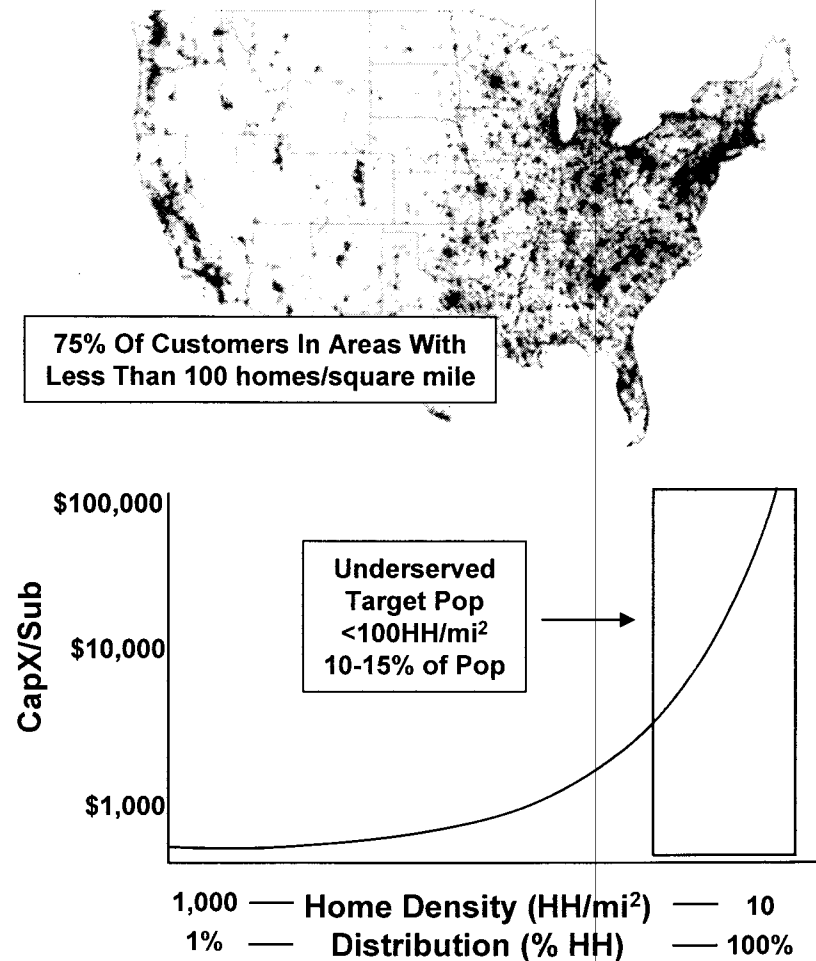 75% Of Customers In Areas With
Less Than 100 homes/square mile
$100,000
$10,000
$1,000
CapX/Sub
Underserved
Target Pop
<100HH/mi²
10-15% of Pop
1,000 — Home Density (HH/mi²) — 10
1% — Distribution (% HH) — 100%